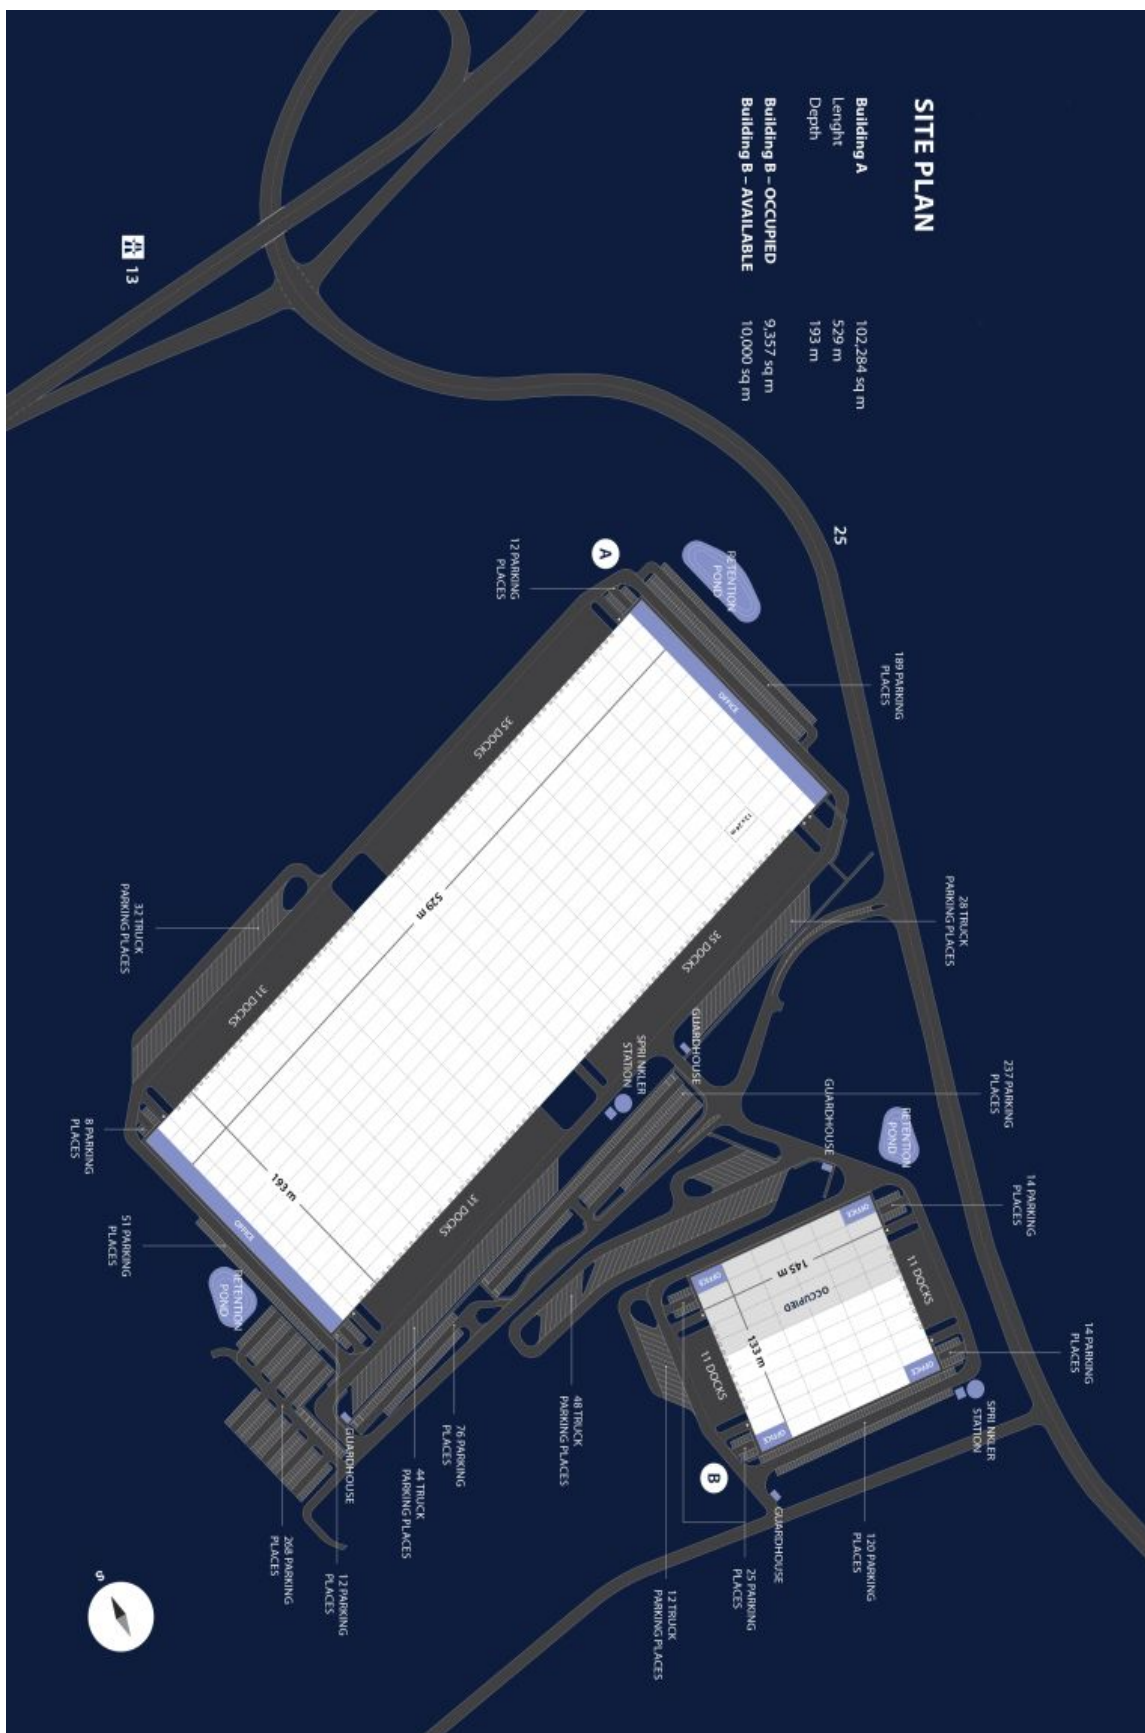 SITE PLAN
Building A 102,284 sq m
Lenght 529 m
Depth 193 m
Building B – OCCUPIED 9,357 sq m
Building B – AVAILABLE 10,000 sq m
13
25
A
RETENTION
POND
12 PARKING
PLACES
189 PARKING
PLACES
OFFICE
35 DOCKS
12 x 24 m
529 m
35 DOCKS
28 TRUCK
PARKING PLACES
32 TRUCK
PARKING PLACES
31 DOCKS
GUARDHOUSE
SPRINKLER
STATION
237 PARKING
PLACES
GUARDHOUSE
RETENTION
POND
8 PARKING
PLACES
193 m
31 DOCKS
OFFICE
51 PARKING
PLACES
RETENTION
POND
14 PARKING
PLACES
OFFICE
11 DOCKS
145 m
OCCUPIED
OFFICE
133 m
11 DOCKS
OFFICE
OFFICE
14 PARKING
PLACES
SPRINKLER
STATION
B
48 TRUCK
PARKING PLACES
76 PARKING
PLACES
44 TRUCK
PARKING PLACES
GUARDHOUSE
GUARDHOUSE
120 PARKING
PLACES
25 PARKING
PLACES
12 TRUCK
PARKING PLACES
12 PARKING
PLACES
268 PARKING
PLACES
S